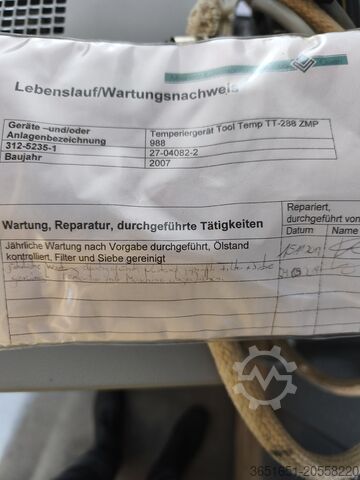 Lebenslauf/Wartungsnachweis
Geräte –und/oder Anlagenbezeichnung
Temperiergerät Tool Temp TT-288 ZMP 988
312-5235-1
27-04082-2
Baujahr
2007
Wartung, Reparatur, durchgeführte Tätigkeiten
Repariert, durchgeführt von
Datum
Name
Jährliche Wartung nach Vorgabe durchgeführt, Ölstand
kontrolliert, Filter und Siebe gereinigt
3651651-20558220